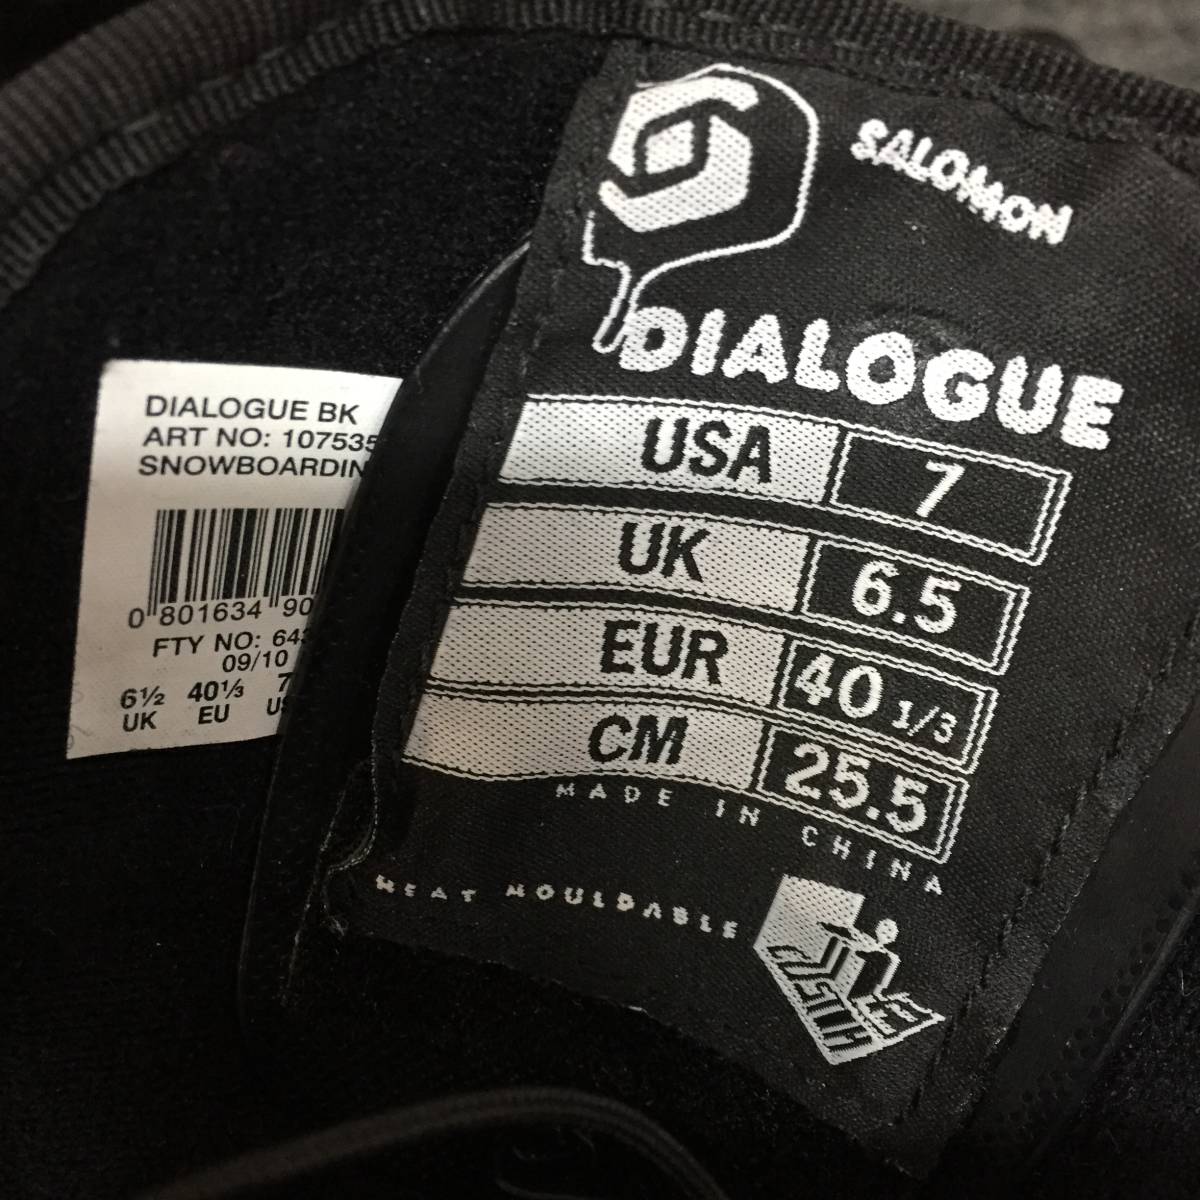 SALOMON
DIALOGUE
USA 7
UK 6.5
EUR 40 1/3
CM 25.5
MADE IN CHINA
HEAT MOULDABLE
DIALOGUE BK
ART NO: 107535
SNOWBOARDIN
0 801634 90
FTY NO: 643
09/10
6½ 40⅓ 7
UK EU US